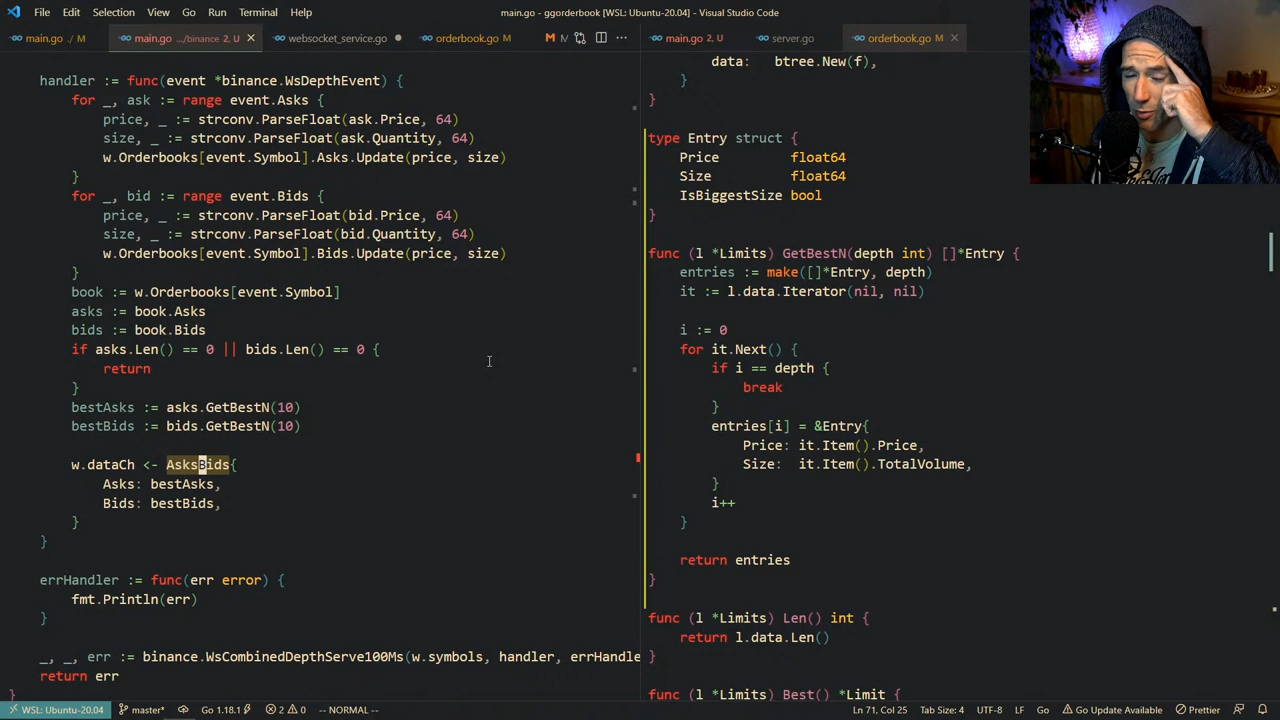 File Edit Selection View Go Run Terminal Help
main.go - ggorderbook [WSL: Ubuntu-20.04] - Visual Studio Code
main.go ./ M
main.go .../binance 2, U
websocket_service.go
orderbook.go M
M M
main.go 2, U
server.go
orderbook.go M
handler := func(event *binance.WsDepthEvent) {
for _, ask := range event.Asks {
price, _ := strconv.ParseFloat(ask.Price, 64)
size, _ := strconv.ParseFloat(ask.Quantity, 64)
w.Orderbooks[event.Symbol].Asks.Update(price, size)
}
for _, bid := range event.Bids {
price, _ := strconv.ParseFloat(bid.Price, 64)
size, _ := strconv.ParseFloat(bid.Quantity, 64)
w.Orderbooks[event.Symbol].Bids.Update(price, size)
}
book := w.Orderbooks[event.Symbol]
asks := book.Asks
bids := book.Bids
if asks.Len() == 0 || bids.Len() == 0 {
return
}
bestAsks := asks.GetBestN(10)
bestBids := bids.GetBestN(10)
w.dataCh <- AsksBids{
Asks: bestAsks,
Bids: bestBids,
}
}
errHandler := func(err error) {
fmt.Println(err)
}
_, _, err := binance.WsCombinedDepthServe100Ms(w.symbols, handler, errHandle
return err
}
data: btree.New(f),
}
}
type Entry struct {
Price float64
Size float64
IsBiggestSize bool
}
func (l *Limits) GetBestN(depth int) []*Entry {
entries := make([]*Entry, depth)
it := l.data.Iterator(nil, nil)
i := 0
for it.Next() {
if i == depth {
break
}
entries[i] = &Entry{
Price: it.Item().Price,
Size: it.Item().TotalVolume,
}
i++
}
return entries
}
func (l *Limits) Len() int {
return l.data.Len()
}
func (l *Limits) Best() *Limit {
WSL: Ubuntu-20.04 master* Go 1.18.1 2 0 -- NORMAL -- Ln 71, Col 25 Tab Size: 4 UTF-8 LF Go Go Update Available Prettier